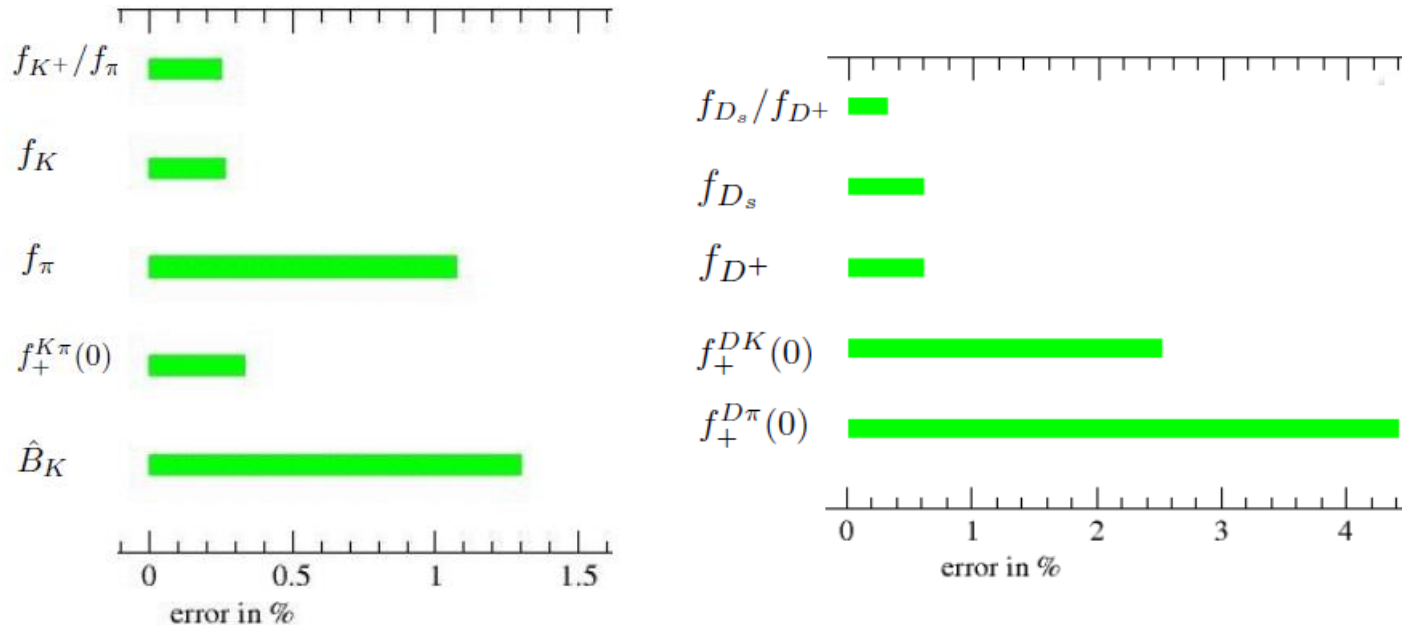 f_{K^+}/f_π
f_K
f_π
f_+^{Kπ}(0)
B̂_K
0 0.5 1 1.5
error in %
f_{D_s}/f_{D^+}
f_{D_s}
f_{D^+}
f_+^{DK}(0)
f_+^{Dπ}(0)
0 1 2 3 4
error in %